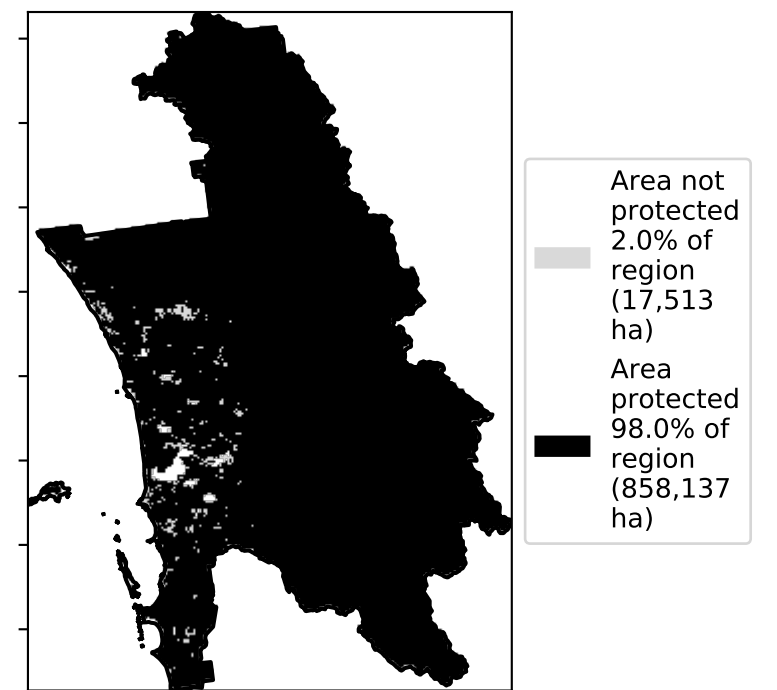 Area not
protected
2.0% of
region
(17,513
ha)
Area
protected
98.0% of
region
(858,137
ha)